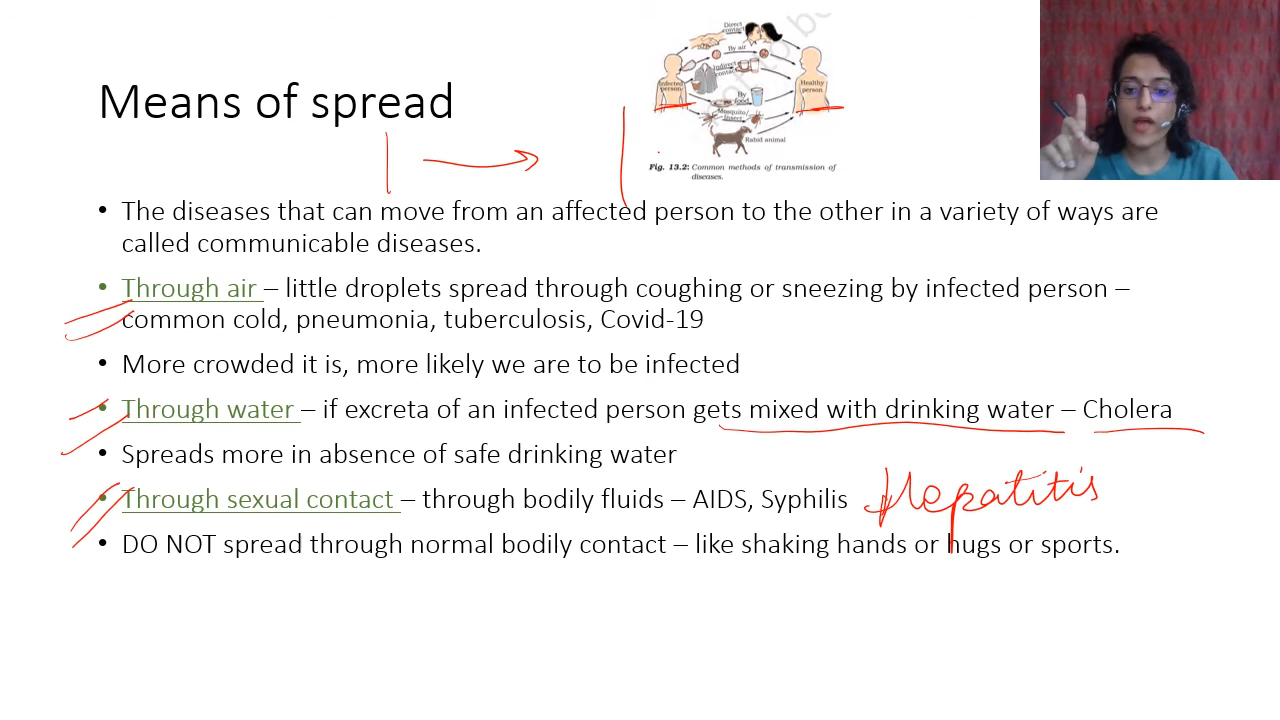 Means of spread
Direct contact
By air
Indirect contact
Infected person
Healthy person
By food
Mosquito/ Insect
Rabid animal
Fig. 13.2: Common methods of transmission of
diseases.
• The diseases that can move from an affected person to the other in a variety of ways are
called communicable diseases.
• Through air – little droplets spread through coughing or sneezing by infected person –
common cold, pneumonia, tuberculosis, Covid-19
• More crowded it is, more likely we are to be infected
• Through water – if excreta of an infected person gets mixed with drinking water – Cholera
• Spreads more in absence of safe drinking water
• Through sexual contact – through bodily fluids – AIDS, Syphilis Hepatitis
• DO NOT spread through normal bodily contact – like shaking hands or hugs or sports.